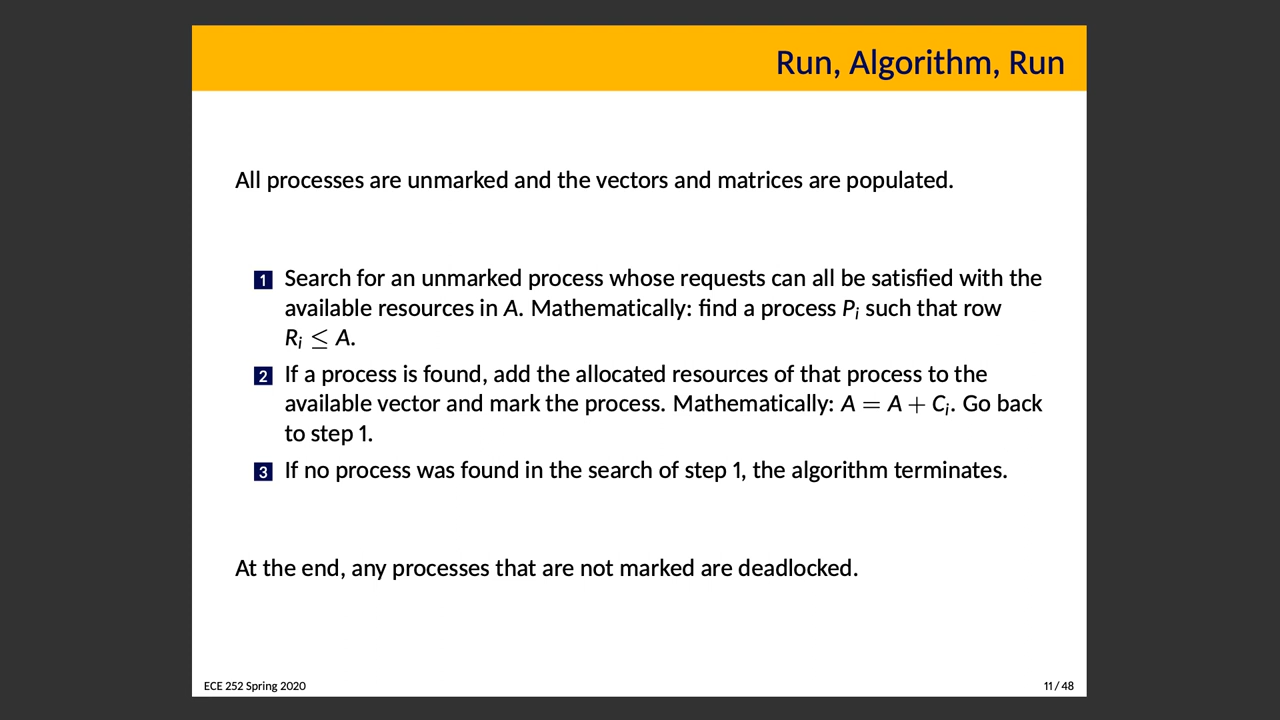 Run, Algorithm, Run
All processes are unmarked and the vectors and matrices are populated.
1 Search for an unmarked process whose requests can all be satisfied with the
available resources in A. Mathematically: find a process Pᵢ such that row
Rᵢ ≤ A.
2 If a process is found, add the allocated resources of that process to the
available vector and mark the process. Mathematically: A = A + Cᵢ. Go back
to step 1.
3 If no process was found in the search of step 1, the algorithm terminates.
At the end, any processes that are not marked are deadlocked.
ECE 252 Spring 2020
11 / 48